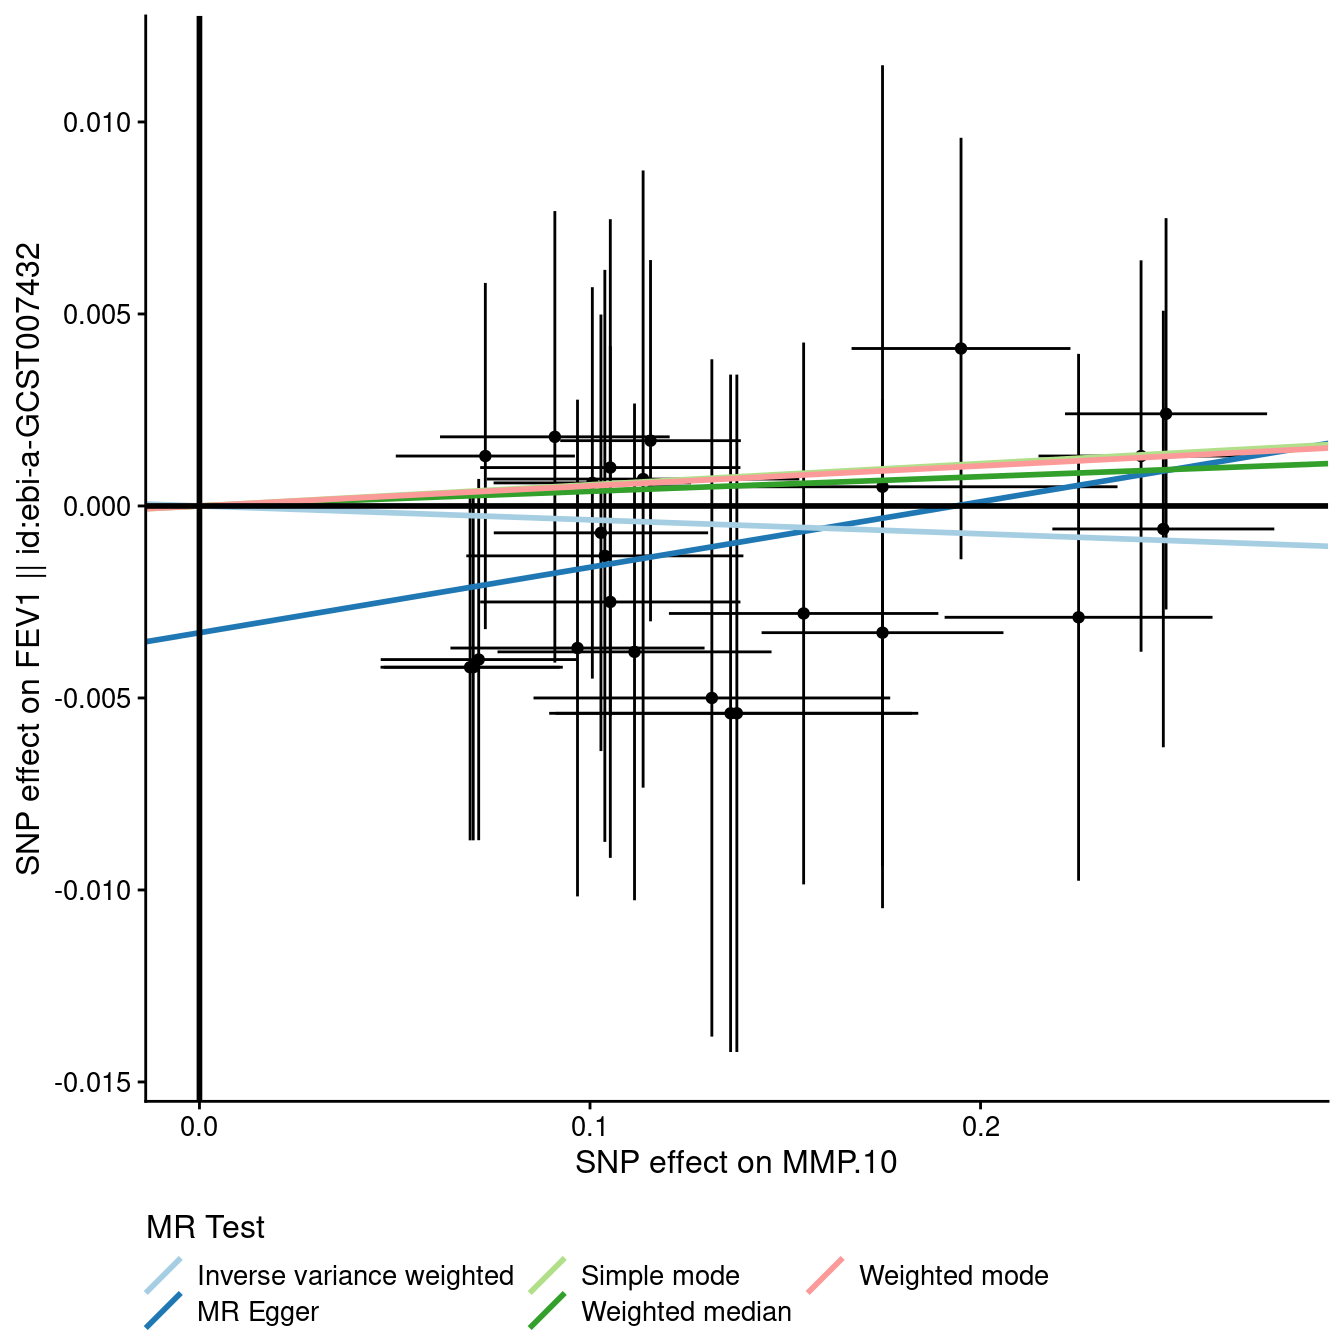 SNP effect on FEV1 || id:ebi-a-GCST007432
0.010
0.005
0.000
-0.005
-0.010
-0.015
0.0
0.1
0.2
SNP effect on MMP.10
MR Test
Inverse variance weighted
Simple mode
Weighted mode
MR Egger
Weighted median